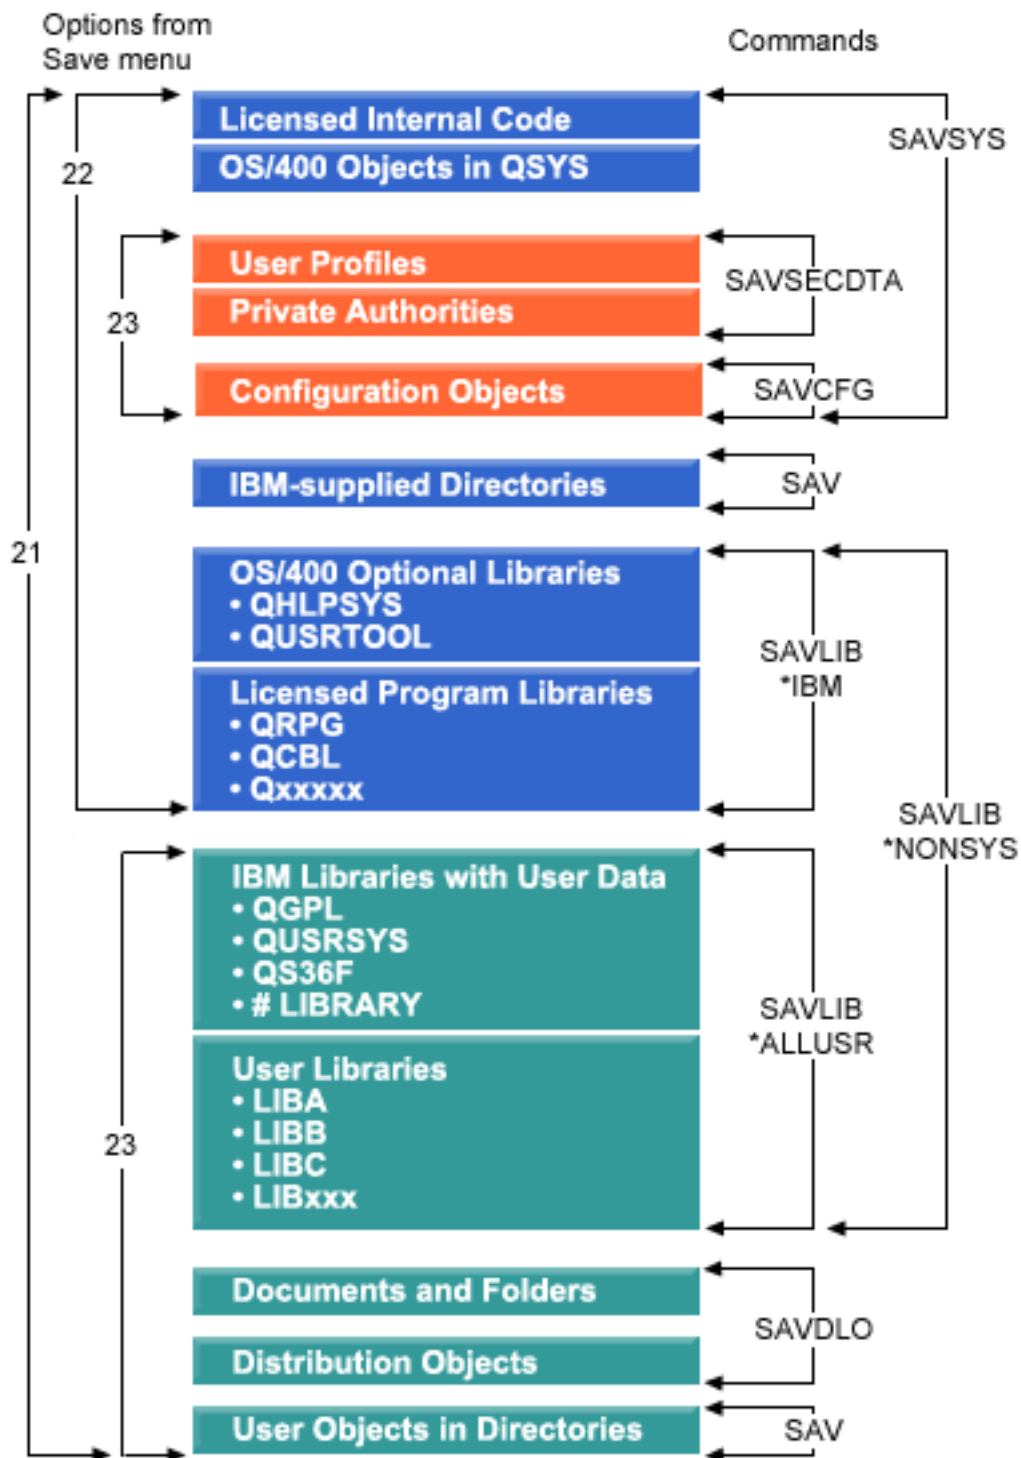 Options from
Save menu
Commands
Licensed Internal Code
OS/400 Objects in QSYS
SAVSYS
22
User Profiles
Private Authorities
SAVSECDTA
23
Configuration Objects
SAVCFG
IBM-supplied Directories
SAV
21
OS/400 Optional Libraries
• QHLPSYS
• QUSRTOOL
Licensed Program Libraries
• QRPG
• QCBL
• Qxxxxx
SAVLIB
*IBM
SAVLIB
*NONSYS
IBM Libraries with User Data
• QGPL
• QUSRSYS
• QS36F
• # LIBRARY
User Libraries
• LIBA
• LIBB
• LIBC
• LIBxxx
SAVLIB
*ALLUSR
23
Documents and Folders
Distribution Objects
SAVDLO
User Objects in Directories
SAV